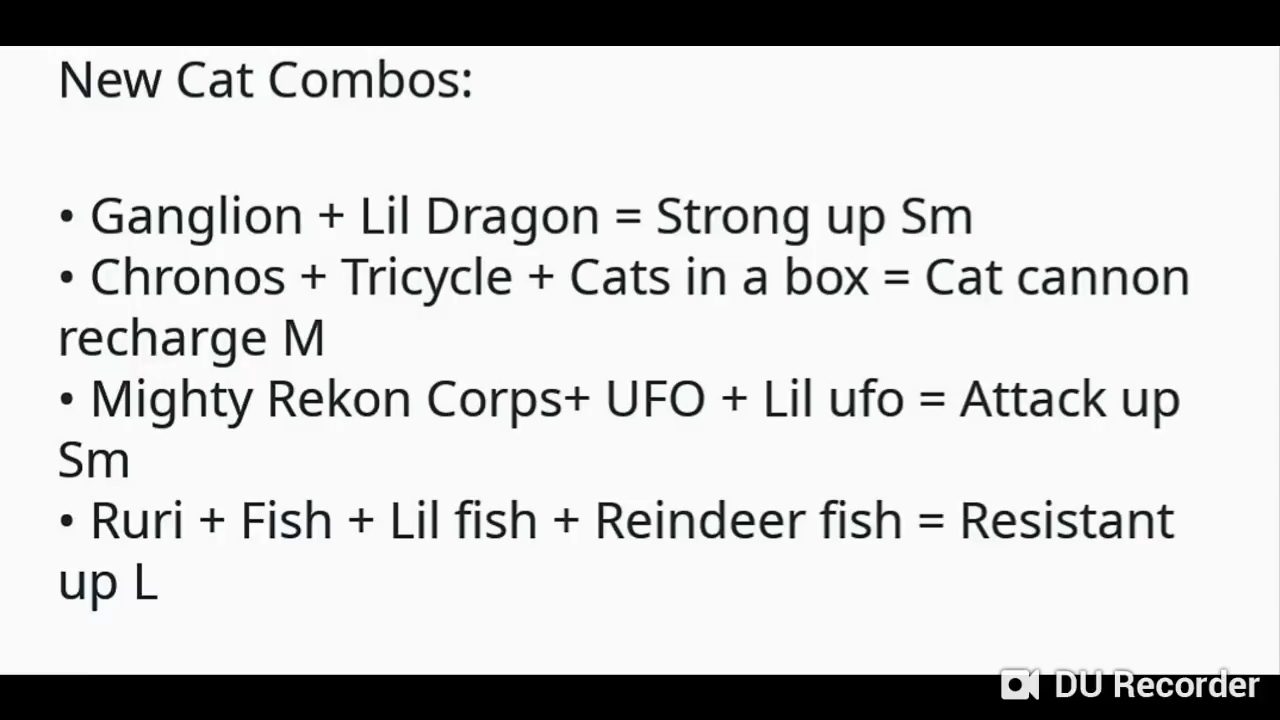 New Cat Combos:
• Ganglion + Lil Dragon = Strong up Sm
• Chronos + Tricycle + Cats in a box = Cat cannon
recharge M
• Mighty Rekon Corps+ UFO + Lil ufo = Attack up
Sm
• Ruri + Fish + Lil fish + Reindeer fish = Resistant
up L
DU Recorder